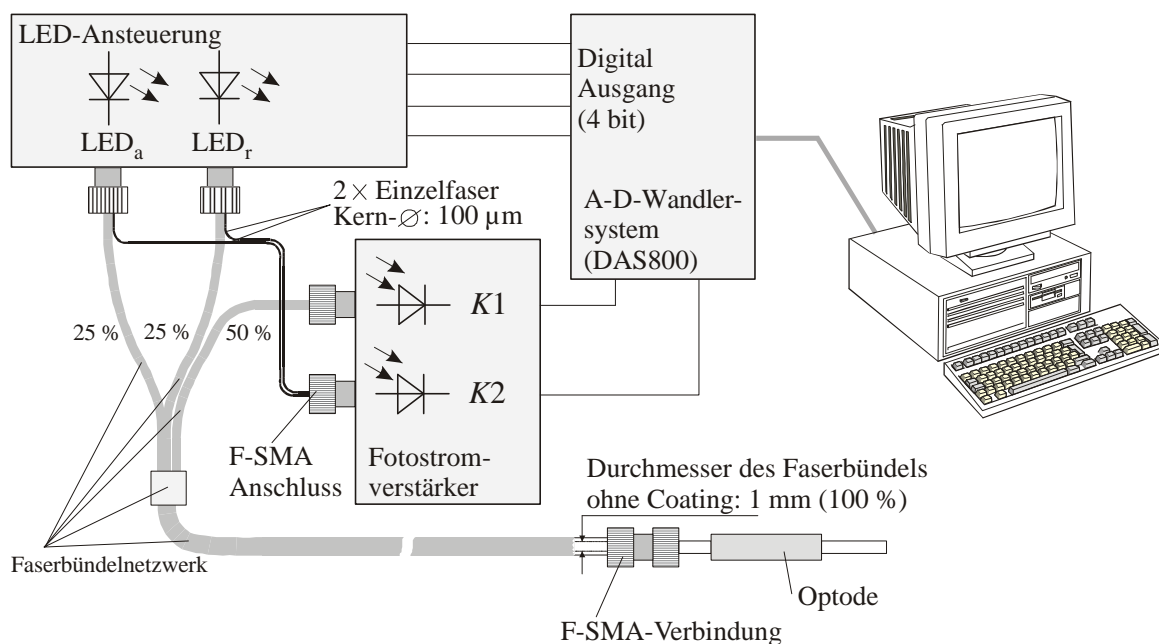 LED-Ansteuerung
LEDa
LEDr
Digital
Ausgang
(4 bit)
A-D-Wandler-
system
(DAS800)
2 × Einzelfaser
Kern-∅: 100 µm
25 %
25 %
50 %
K1
K2
F-SMA
Anschluss
Fotostrom-
verstärker
Durchmesser des Faserbündels
ohne Coating: 1 mm (100 %)
Faserbündelnetzwerk
Optode
F-SMA-Verbindung